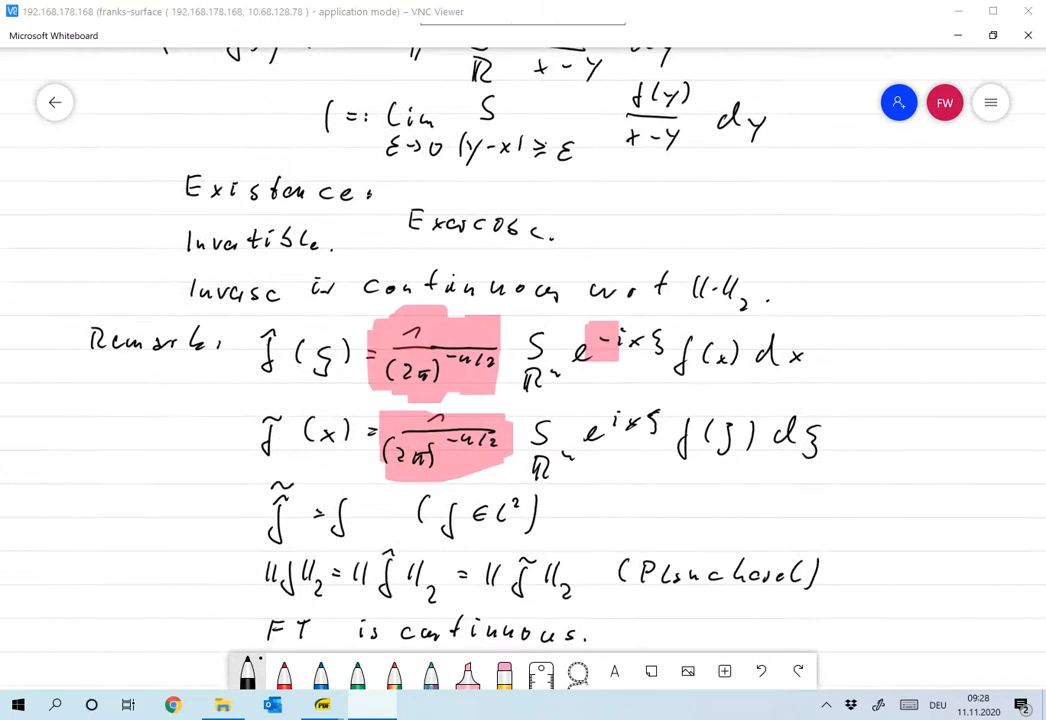 192.168.178.168 (franks-surface ( 192.168.178.168, 10.68.128.78 ) - application mode) – VNC Viewer
Microsoft Whiteboard
ℝ x - y
( =: lim ∫ f(y) / (x-y) dy
ε→0 |y-x| ≥ ε
Existence:
Exercise.
Invertible.
Inverse is continuous wrt ||·||₂.
FW
Remark: f̂(ξ) = 1/(2π)^{-n/2} ∫_{ℝⁿ} e^{-ixξ} f(x) dx
f̃(x) = 1/(2π)^{-n/2} ∫_{ℝⁿ} e^{ixξ} f(ξ) dξ
f̂̃ = f (f ∈ L²)
||f||₂ = ||f̂||₂ = ||f̃||₂ (Plancherel)
FT is continuous.
A
DEU
09:28
11.11.2020
2